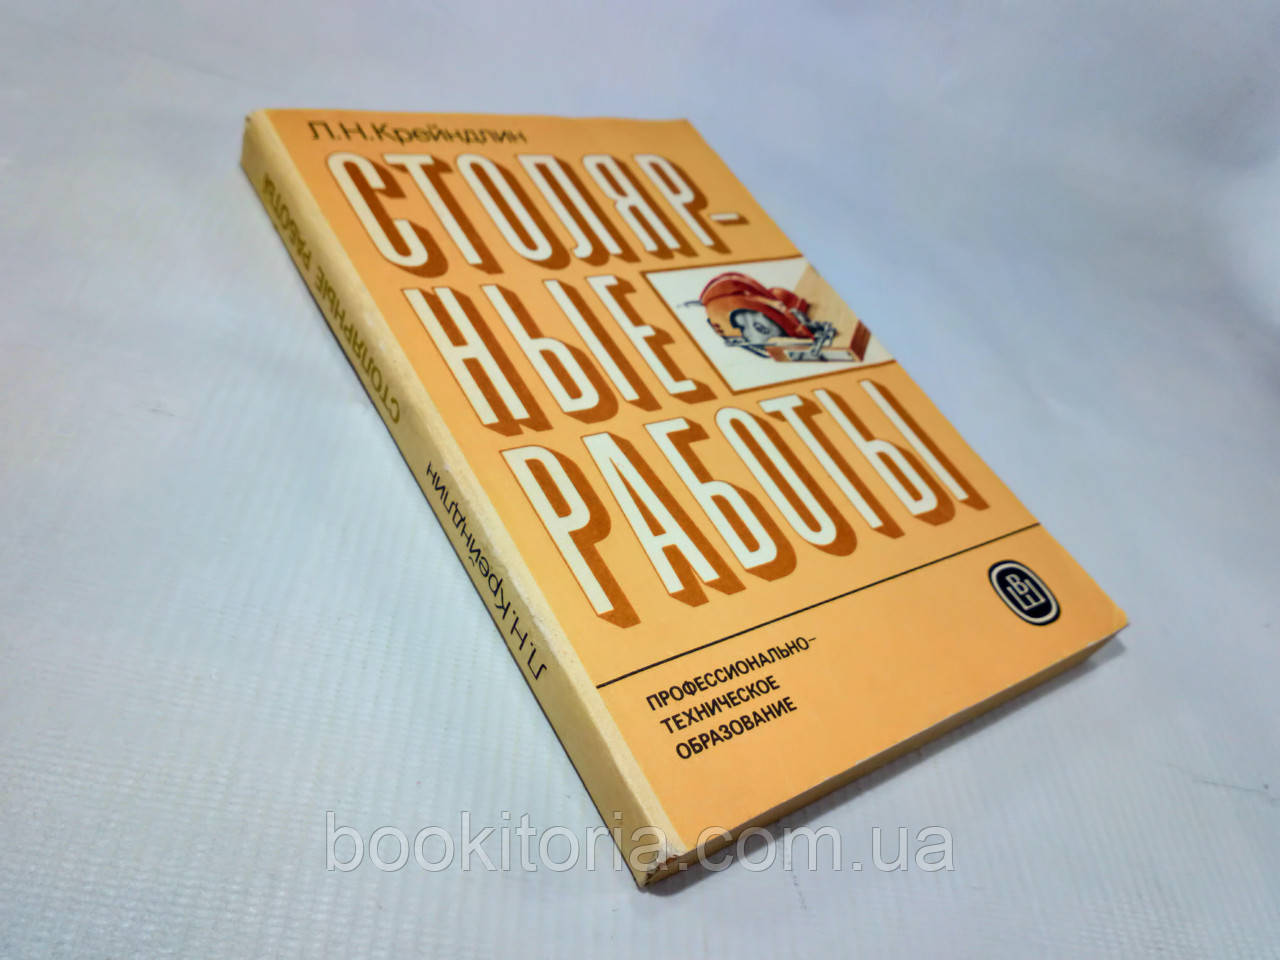 Л.Н.Крейндлин
СТОЛЯР-
НЫЕ
РАБОТЫ
ПРОФЕССИОНАЛЬНО-
ТЕХНИЧЕСКОЕ
ОБРАЗОВАНИЕ
Л.Н.Крейндлин
СТОЛЯРНЫЕ РАБОТЫ
bookitoria.com.ua